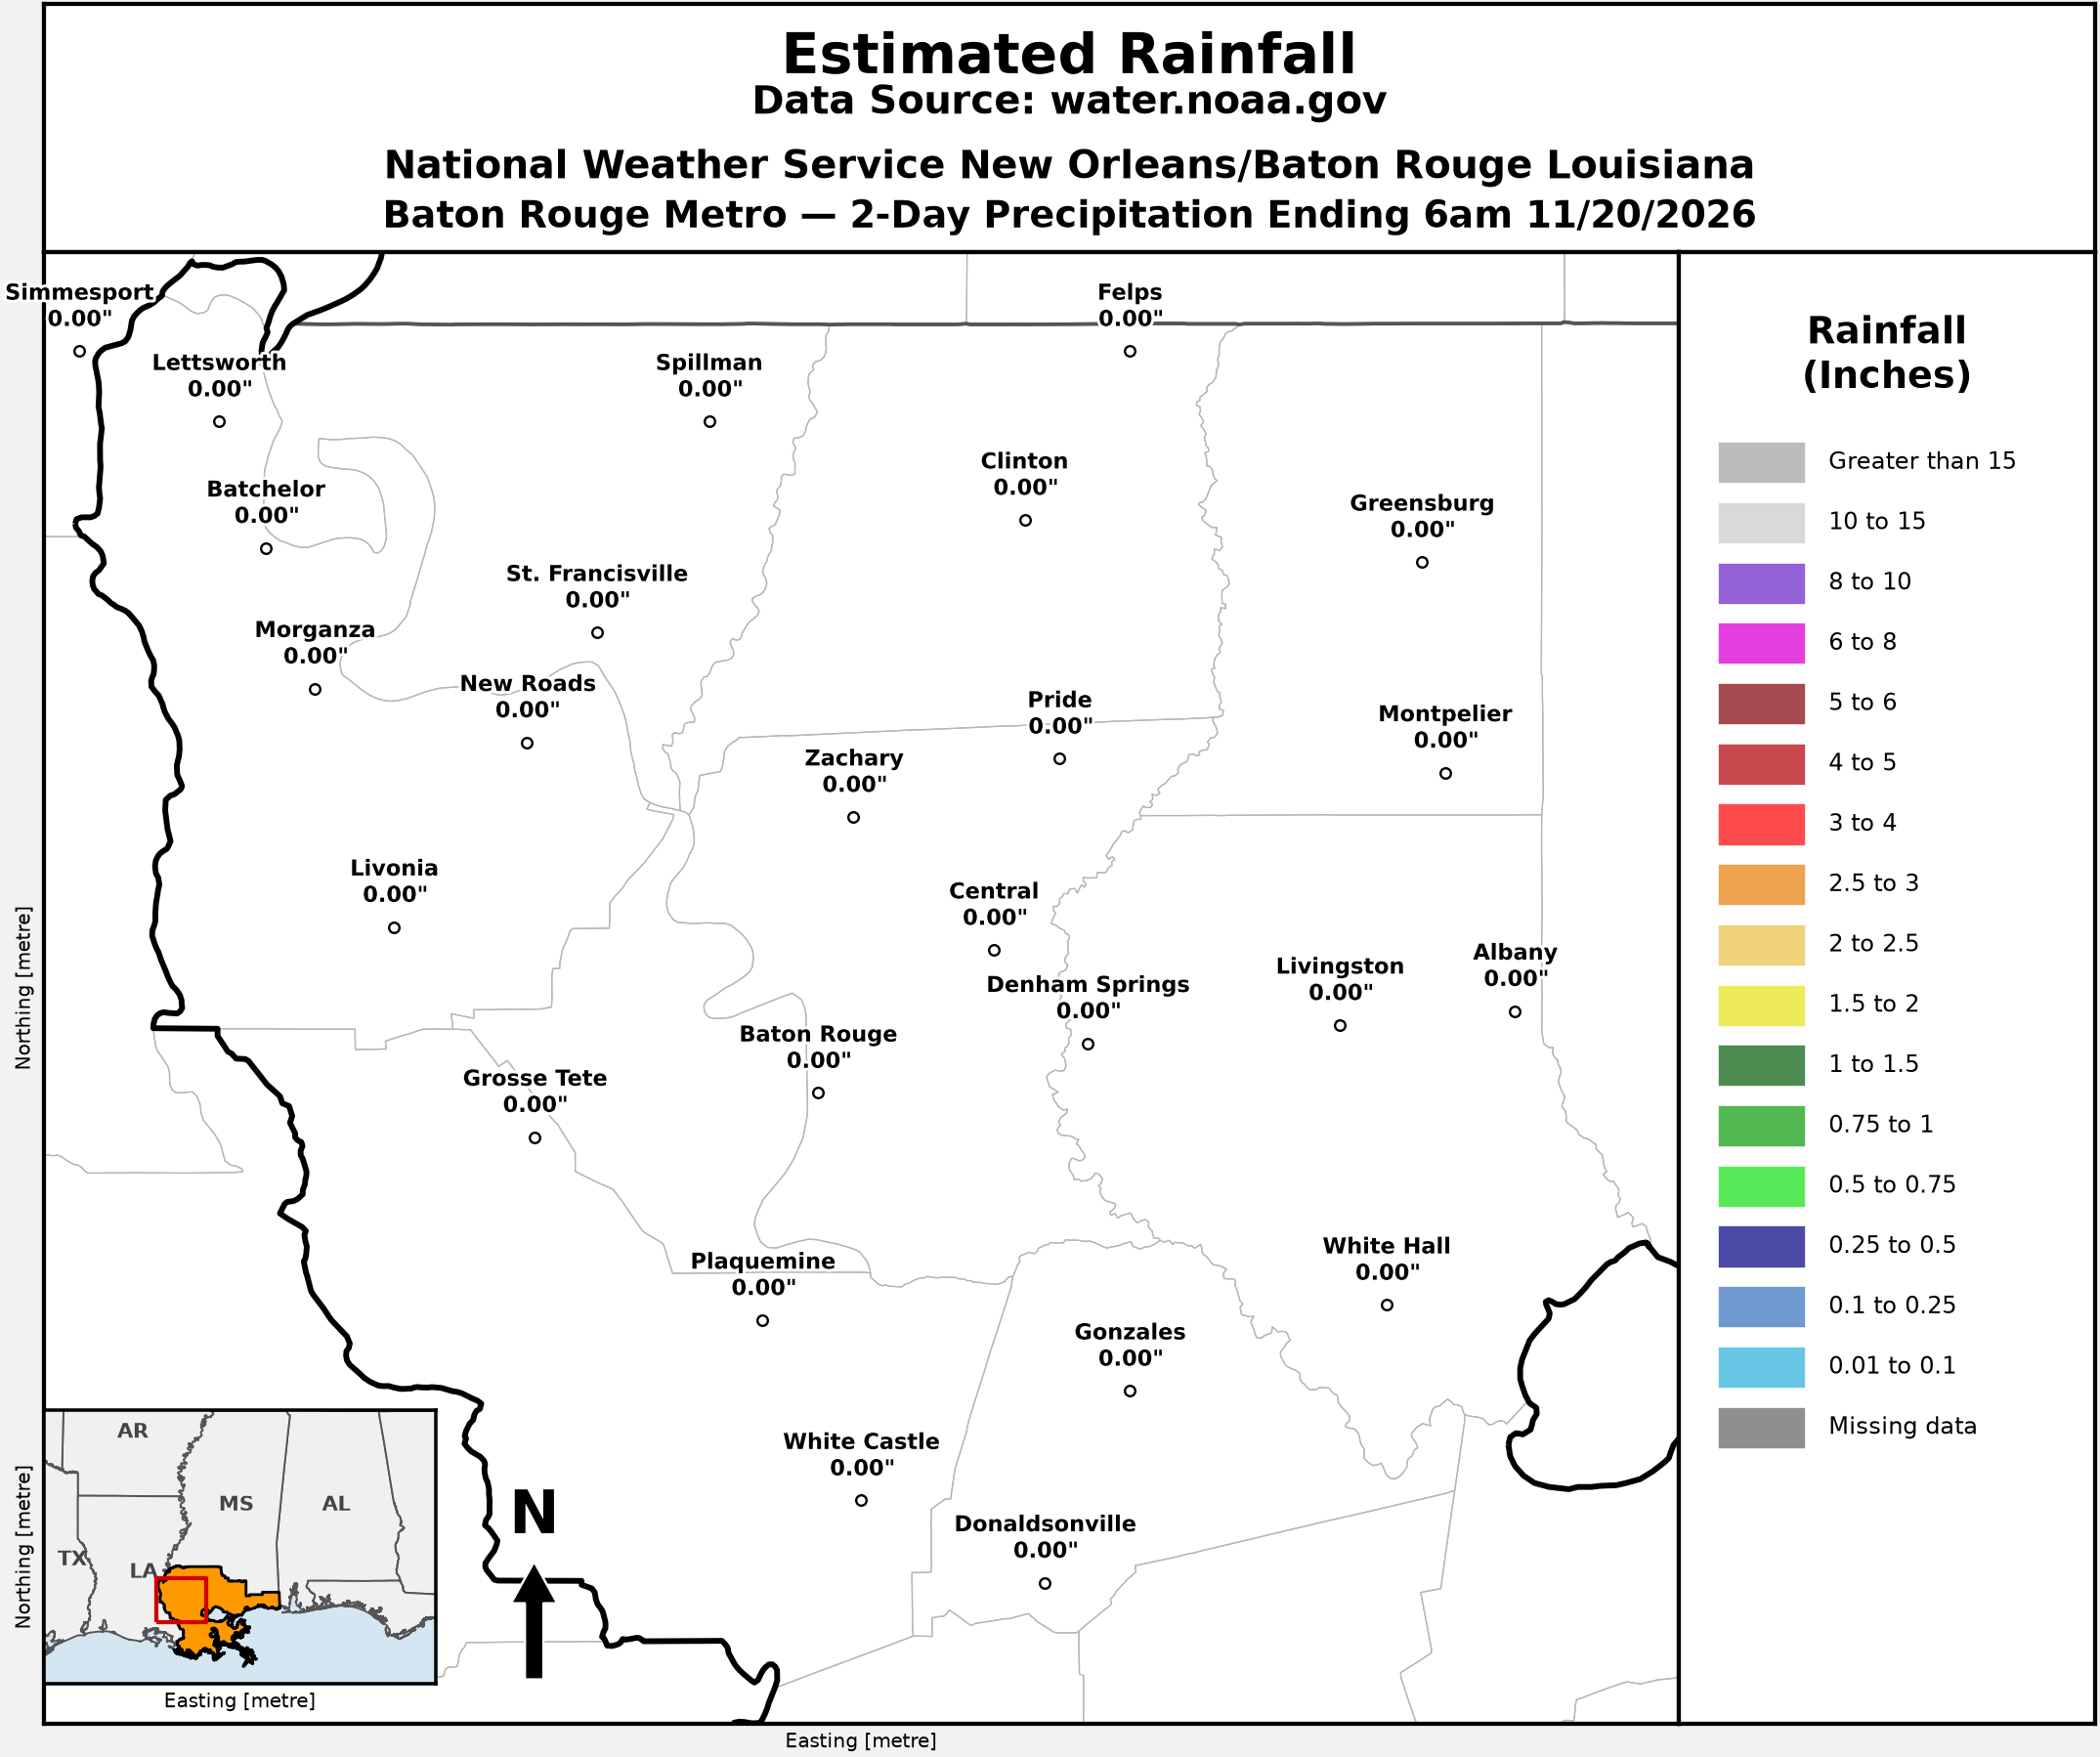 Estimated Rainfall
Data Source: water.noaa.gov
National Weather Service New Orleans/Baton Rouge Louisiana
Baton Rouge Metro — 2-Day Precipitation Ending 6am 11/20/2026
Simmesport
0.00"
Felps
0.00"
Lettsworth
0.00"
Spillman
0.00"
Clinton
0.00"
Batchelor
0.00"
Greensburg
0.00"
St. Francisville
0.00"
Morganza
0.00"
New Roads
0.00"
Pride
0.00"
Montpelier
0.00"
Zachary
0.00"
Livonia
0.00"
Central
0.00"
Albany
0.00"
Livingston
0.00"
Denham Springs
0.00"
Baton Rouge
0.00"
Grosse Tete
0.00"
White Hall
0.00"
Plaquemine
0.00"
Gonzales
0.00"
White Castle
0.00"
Donaldsonville
0.00"
N
AR
MS
AL
TX
LA
Easting [metre]
Easting [metre]
Northing [metre]
Northing [metre]
Rainfall
(Inches)
Greater than 15
10 to 15
8 to 10
6 to 8
5 to 6
4 to 5
3 to 4
2.5 to 3
2 to 2.5
1.5 to 2
1 to 1.5
0.75 to 1
0.5 to 0.75
0.25 to 0.5
0.1 to 0.25
0.01 to 0.1
Missing data